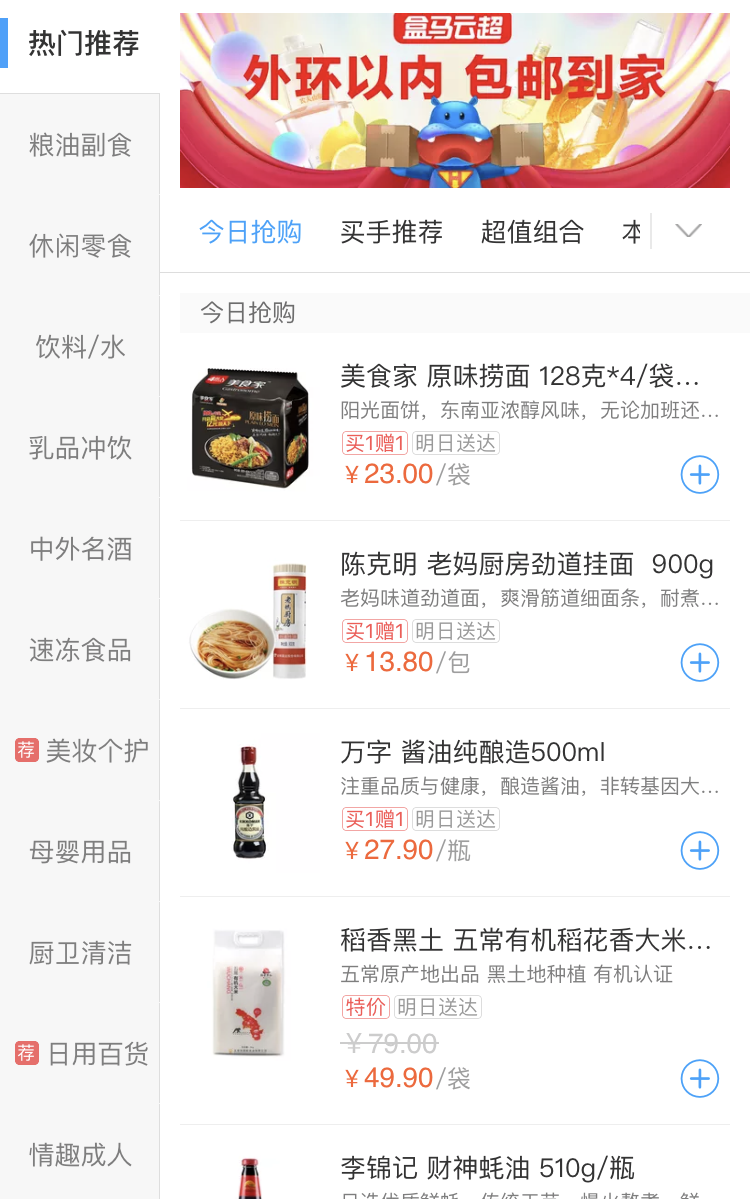 热门推荐
粮油副食
休闲零食
饮料/水
乳品冲饮
中外名酒
速冻食品
荐 美妆个护
母婴用品
厨卫清洁
荐 日用百货
情趣成人
盒马云超
外环以内 包邮到家
今日抢购 买手推荐 超值组合 本
今日抢购
美食家 原味捞面 128克*4/袋...
阳光面饼，东南亚浓醇风味，无论加班还...
买1赠1 明日送达
￥23.00/袋
陈克明 老妈厨房劲道挂面 900g
老妈味道劲道面，爽滑筋道细面条，耐煮...
买1赠1 明日送达
￥13.80/包
万字 酱油纯酿造500ml
注重品质与健康，酿造酱油，非转基因大...
买1赠1 明日送达
￥27.90/瓶
稻香黑土 五常有机稻花香大米...
五常原产地出品 黑土地种植 有机认证
特价 明日送达
￥79.00
￥49.90/袋
李锦记 财神蚝油 510g/瓶
美食家
原味捞面
老妈厨房